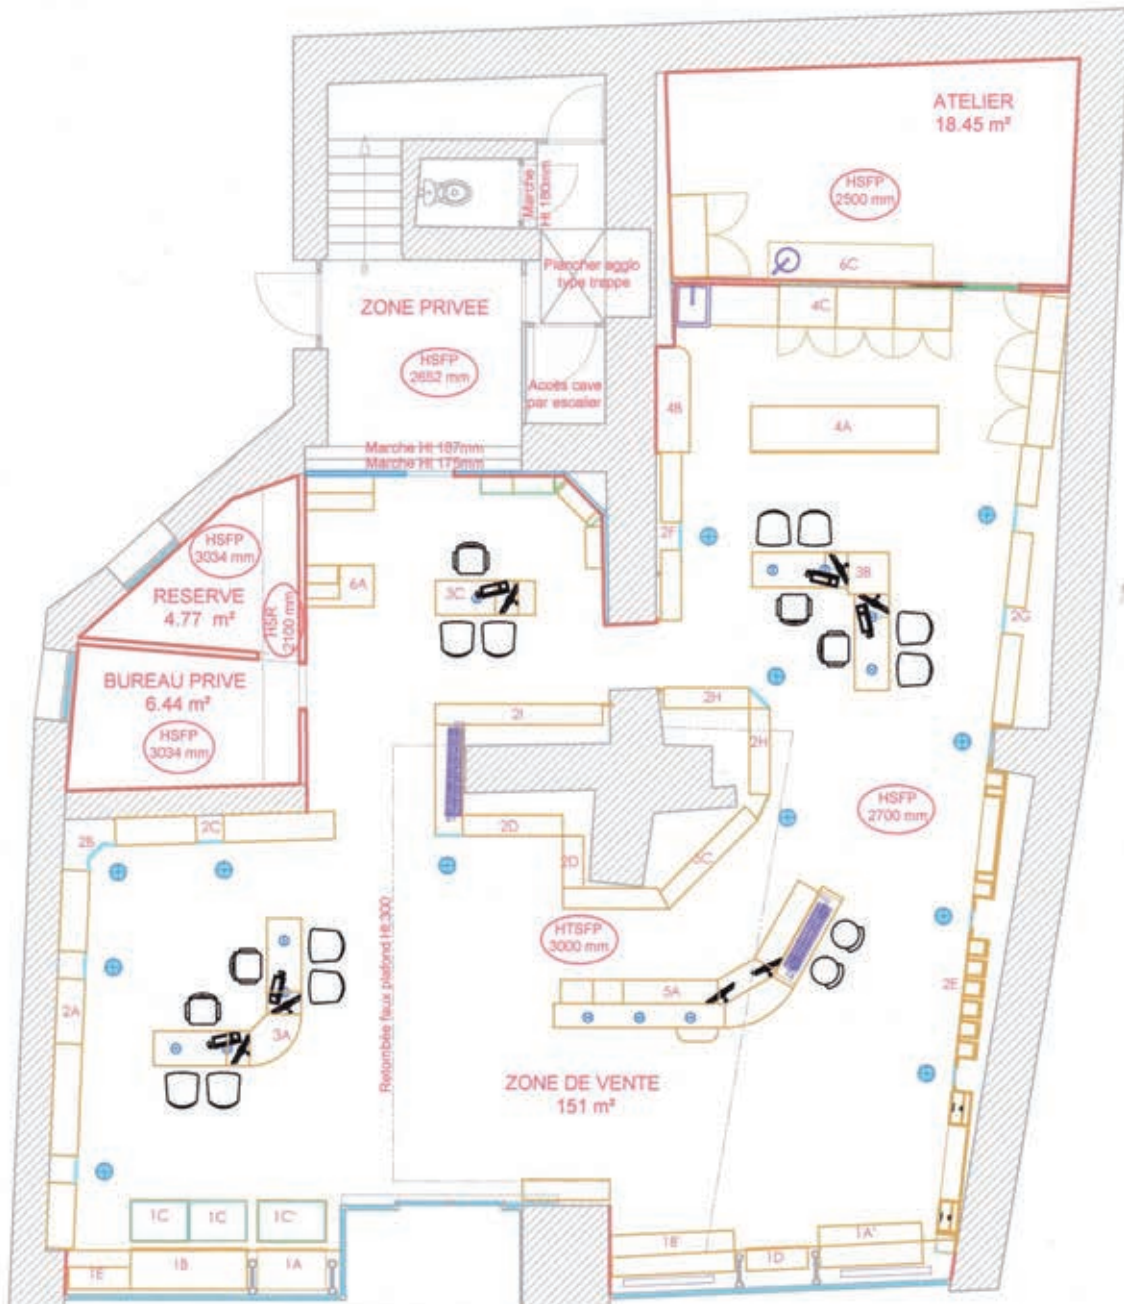 ATELIER
18.45 m²
HSFP
2500 mm
Marche
Ht 180mm
Plancher agglo
type trappe
6C
ZONE PRIVEE
4C
HSFP
2652 mm
Accès cave
par escalier
4B
4A
Marche Ht 187mm
Marche Ht 175mm
HSFP
3034 mm
2F
RESERVE
4.77 m²
6A
3C
3B
HSR
2100 mm
2G
BUREAU PRIVE
6.44 m²
HSFP
3034 mm
2I
2H
2H
HSFP
2700 mm
2B
2C
2D
2D
Retombée faux plafond Ht 300
HTSFP
3000 mm
2A
5A
2E
3A
ZONE DE VENTE
151 m²
1C
1C
1C'
1E
1B
1A
1B'
1D
1A'